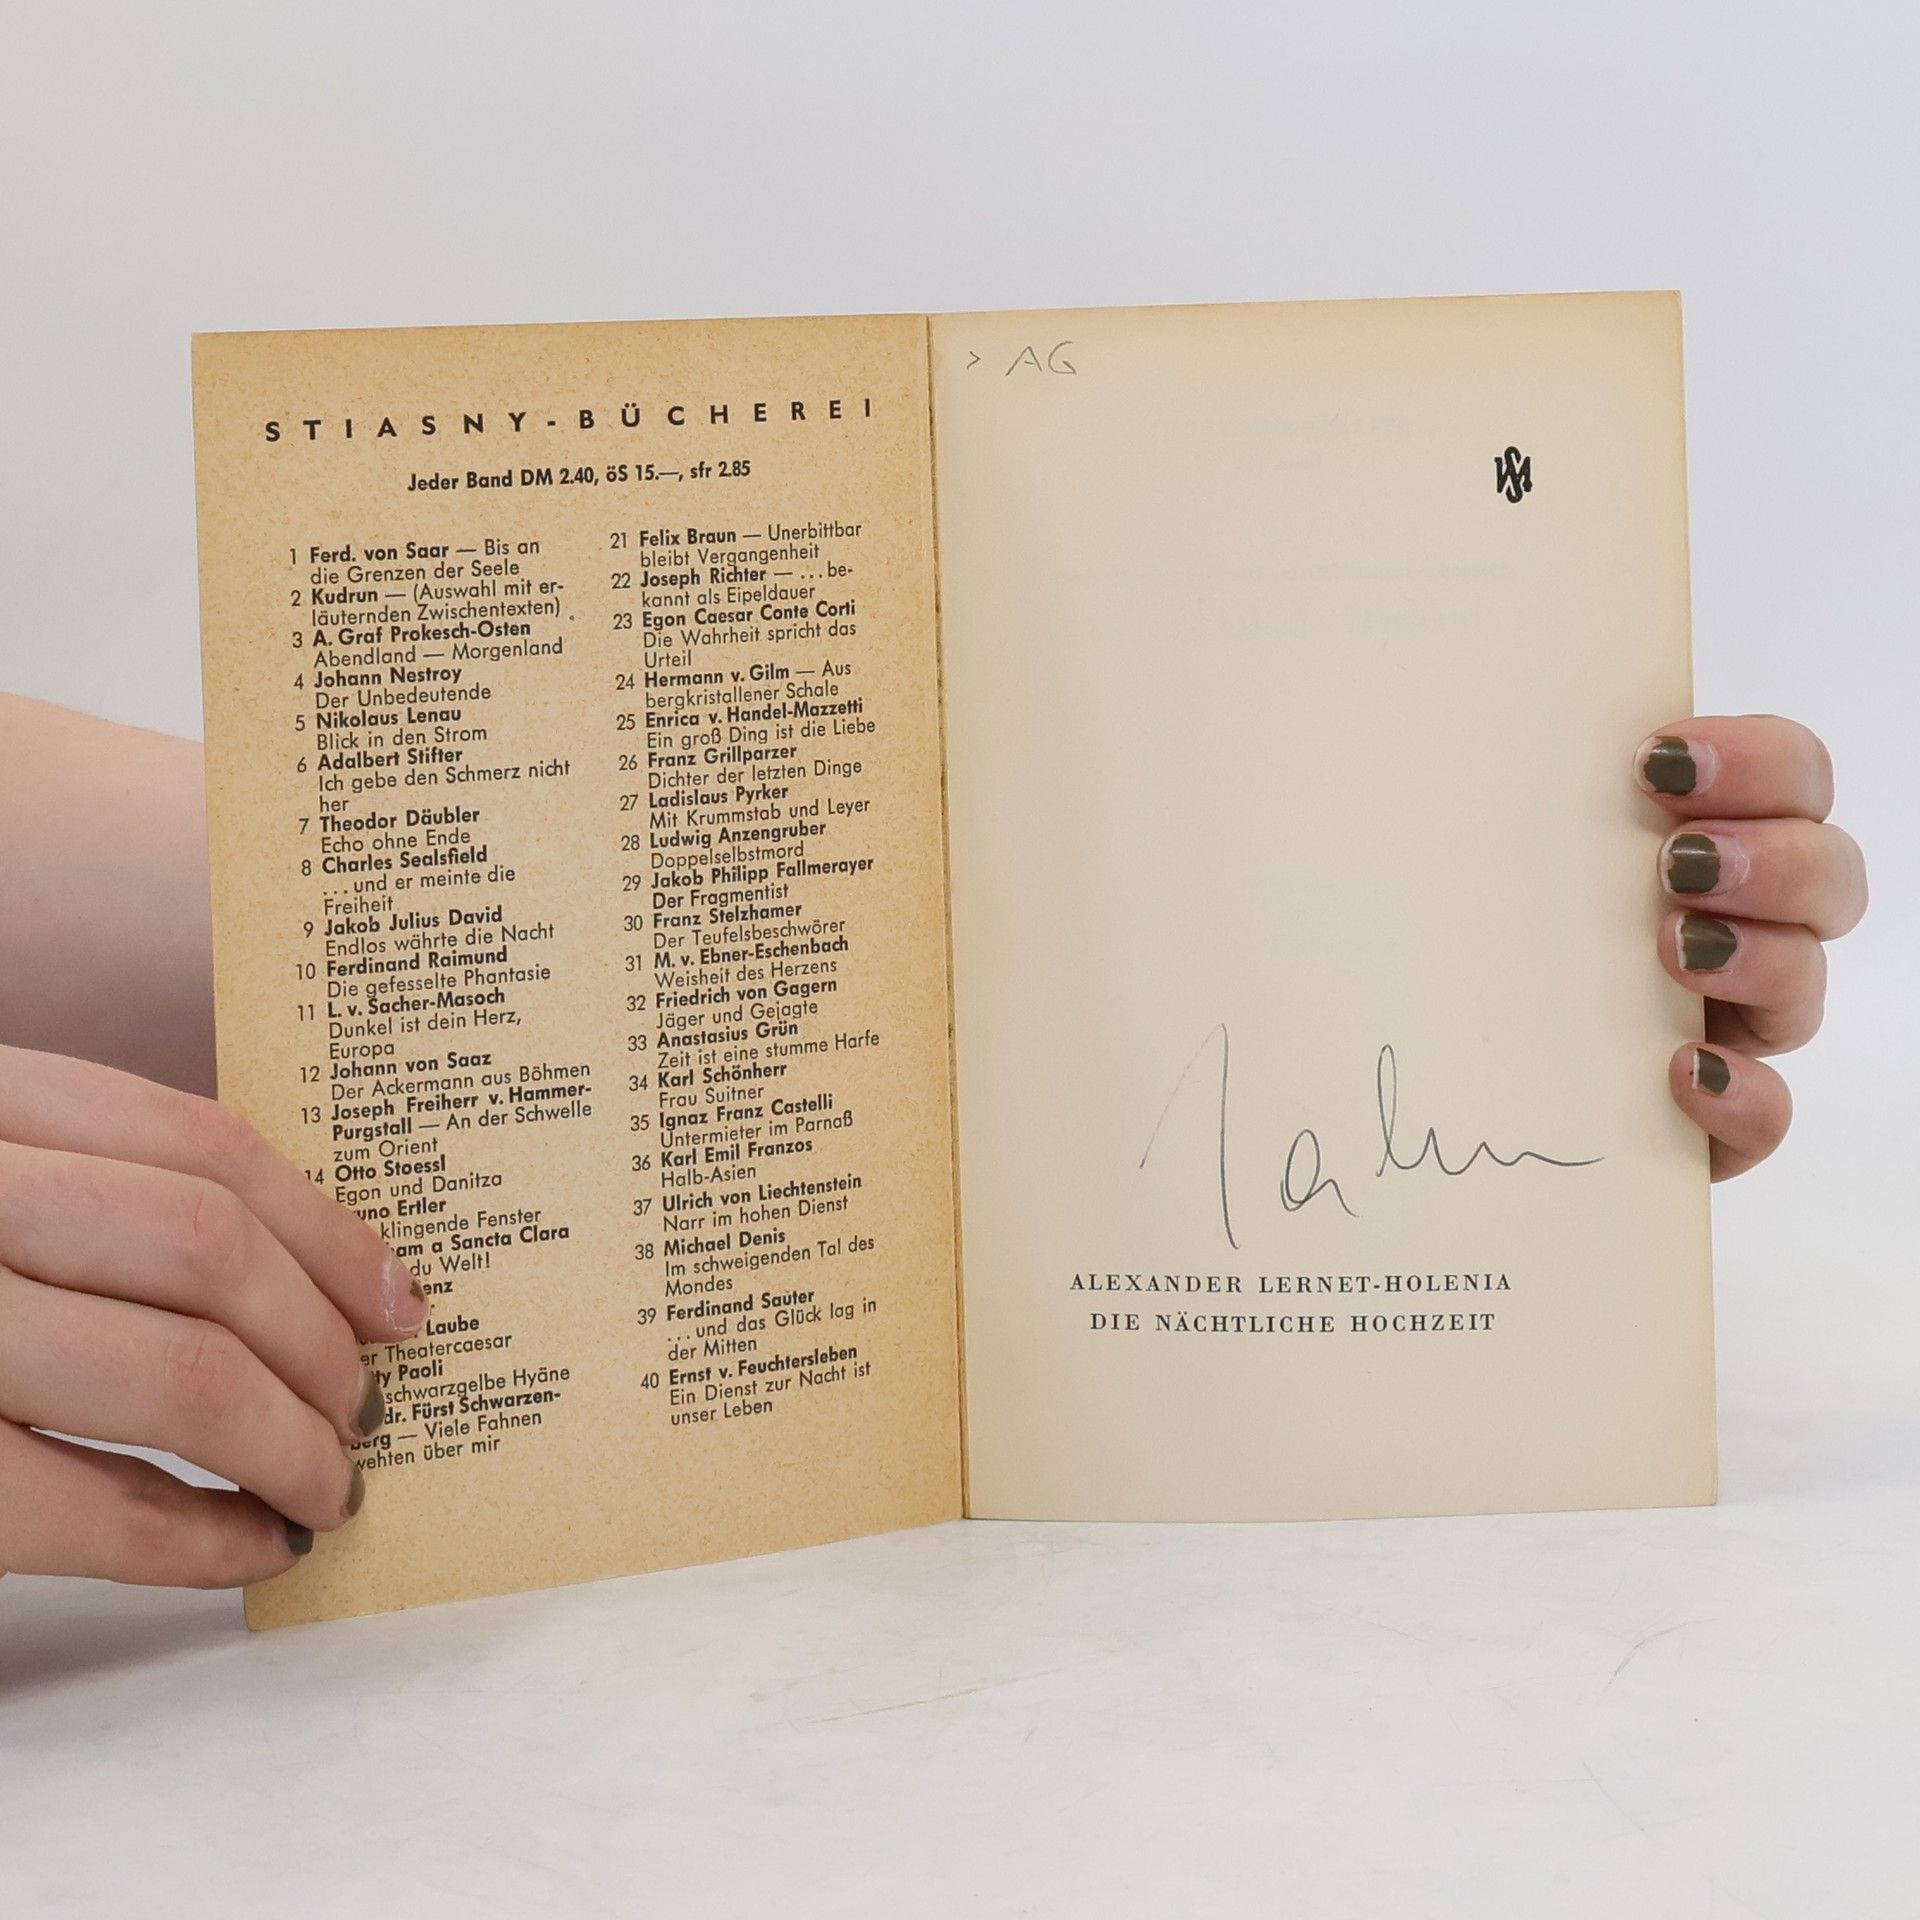 STIASNY-BÜCHEREI
Jeder Band DM 2.40, öS 15.—, sfr 2.85
1 Ferd. von Saar — Bis an
die Grenzen der Seele
2 Kudrun — (Auswahl mit er-
läuternden Zwischentexten)
3 A. Graf Prokesch-Osten
Abendland — Morgenland
4 Johann Nestroy
Der Unbedeutende
5 Nikolaus Lenau
Blick in den Strom
6 Adalbert Stifter
Ich gebe den Schmerz nicht
her
7 Theodor Däubler
Echo ohne Ende
8 Charles Sealsfield
...und er meinte die
Freiheit
9 Jakob Julius David
Endlos währte die Nacht
10 Ferdinand Raimund
Die gefesselte Phantasie
11 L. v. Sacher-Masoch
Dunkel ist dein Herz,
Europa
12 Johann von Saaz
Der Ackermann aus Böhmen
13 Joseph Freiherr v. Hammer-
Purgstall — An der Schwelle
zum Orient
14 Otto Stoessl
Egon und Danitza
Ertler
klingende Fenster
a Sancta Clara
du Welt!
Laube
Theatercaesar
Paoli
schwarzgelbe Hyäne
Fürst Schwarzen-
berg — Viele Fahnen
wehten über mir
21 Felix Braun — Unerbittbar
bleibt Vergangenheit
22 Joseph Richter — ...be-
kannt als Eipeldauer
23 Egon Caesar Conte Corti
Die Wahrheit spricht das
Urteil
24 Hermann v. Gilm — Aus
bergkristallener Schale
25 Enrica v. Handel-Mazzetti
Ein groß Ding ist die Liebe
26 Franz Grillparzer
Dichter der letzten Dinge
27 Ladislaus Pyrker
Mit Krummstab und Leyer
28 Ludwig Anzengruber
Doppelselbstmord
29 Jakob Philipp Fallmerayer
Der Fragmentist
30 Franz Stelzhamer
Der Teufelsbeschwörer
31 M. v. Ebner-Eschenbach
Weisheit des Herzens
32 Friedrich von Gagern
Jäger und Gejagte
33 Anastasius Grün
Zeit ist eine stumme Harfe
34 Karl Schönherr
Frau Suitner
35 Ignaz Franz Castelli
Untermieter im Parnaß
36 Karl Emil Franzos
Halb-Asien
37 Ulrich von Liechtenstein
Narr im hohen Dienst
38 Michael Denis
Im schweigenden Tal des
Mondes
39 Ferdinand Sauter
...und das Glück lag in
der Mitten
40 Ernst v. Feuchtersleben
Ein Dienst zur Nacht ist
unser Leben
> AG
ALEXANDER LERNET-HOLENIA
DIE NÄCHTLICHE HOCHZEIT